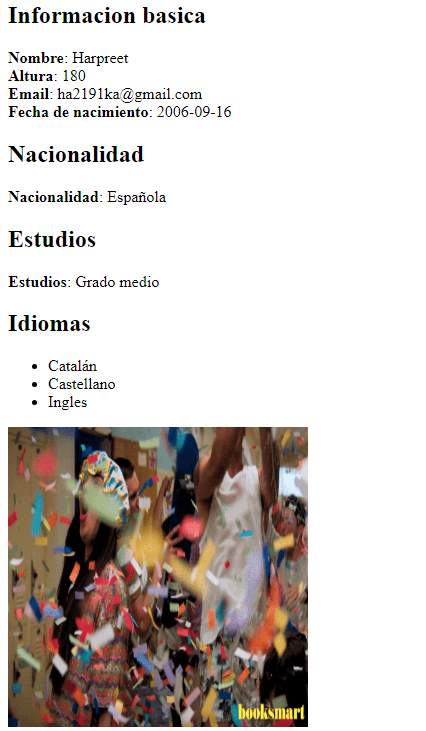 Informacion basica
Nombre: Harpreet
Altura: 180
Email: ha2191ka@gmail.com
Fecha de nacimiento: 2006-09-16
Nacionalidad
Nacionalidad: Española
Estudios
Estudios: Grado medio
Idiomas
Catalán
Castellano
Ingles
booksmart